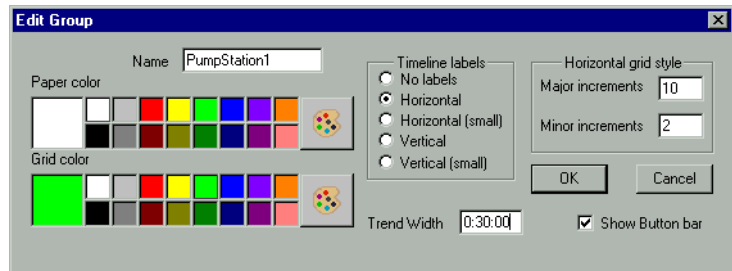 Edit Group
Name PumpStation1
Paper color
Grid color
Timeline labels
No labels
Horizontal
Horizontal (small)
Vertical
Vertical (small)
Trend Width 0:30:00
Horizontal grid style
Major increments 10
Minor increments 2
OK Cancel
Show Button bar